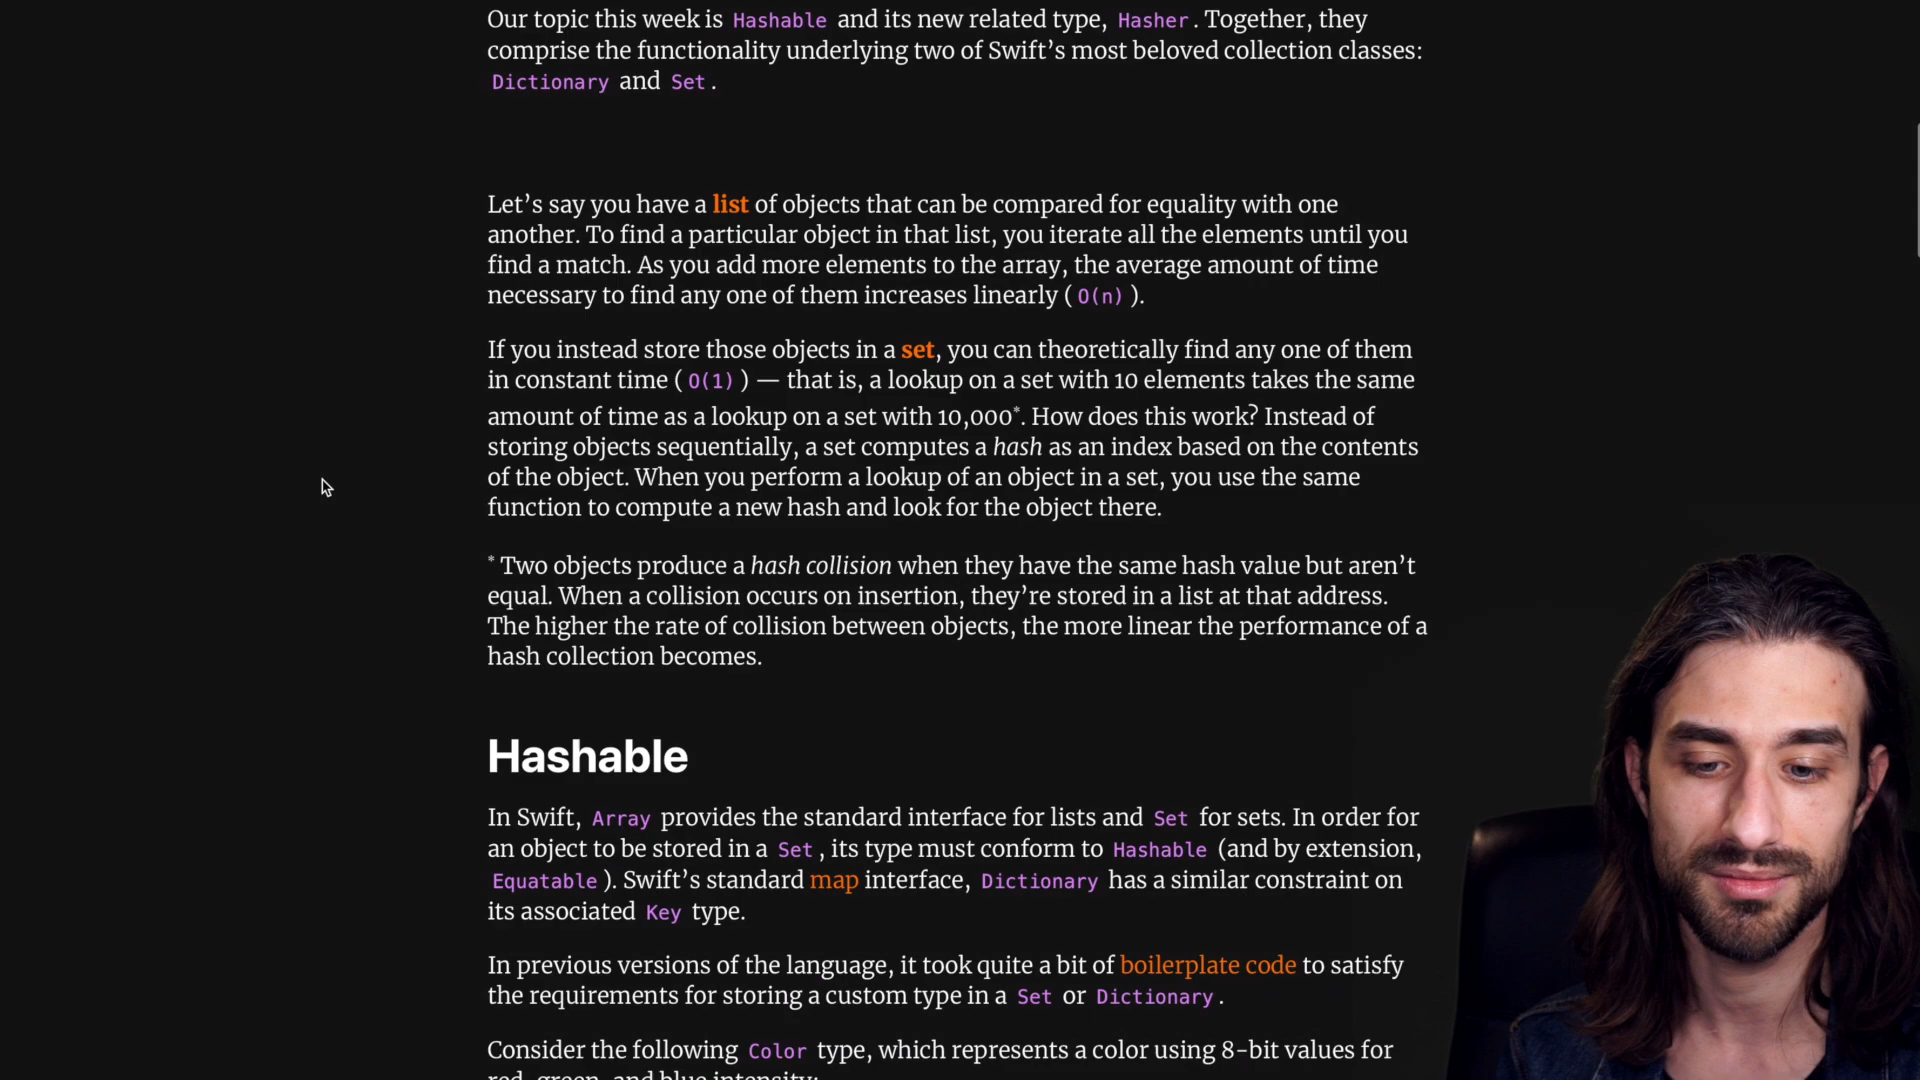 Our topic this week is Hashable and its new related type, Hasher. Together, they
comprise the functionality underlying two of Swift’s most beloved collection classes:
Dictionary and Set.
Let’s say you have a list of objects that can be compared for equality with one
another. To find a particular object in that list, you iterate all the elements until you
find a match. As you add more elements to the array, the average amount of time
necessary to find any one of them increases linearly (O(n)).
If you instead store those objects in a set, you can theoretically find any one of them
in constant time (O(1)) — that is, a lookup on a set with 10 elements takes the same
amount of time as a lookup on a set with 10,000*. How does this work? Instead of
storing objects sequentially, a set computes a hash as an index based on the contents
of the object. When you perform a lookup of an object in a set, you use the same
function to compute a new hash and look for the object there.
* Two objects produce a hash collision when they have the same hash value but aren’t
equal. When a collision occurs on insertion, they’re stored in a list at that address.
The higher the rate of collision between objects, the more linear the performance of a
hash collection becomes.
Hashable
In Swift, Array provides the standard interface for lists and Set for sets. In order for
an object to be stored in a Set, its type must conform to Hashable (and by extension,
Equatable). Swift’s standard map interface, Dictionary has a similar constraint on
its associated Key type.
In previous versions of the language, it took quite a bit of boilerplate code to satisfy
the requirements for storing a custom type in a Set or Dictionary.
Consider the following Color type, which represents a color using 8-bit values for
red, green, and blue intensity: